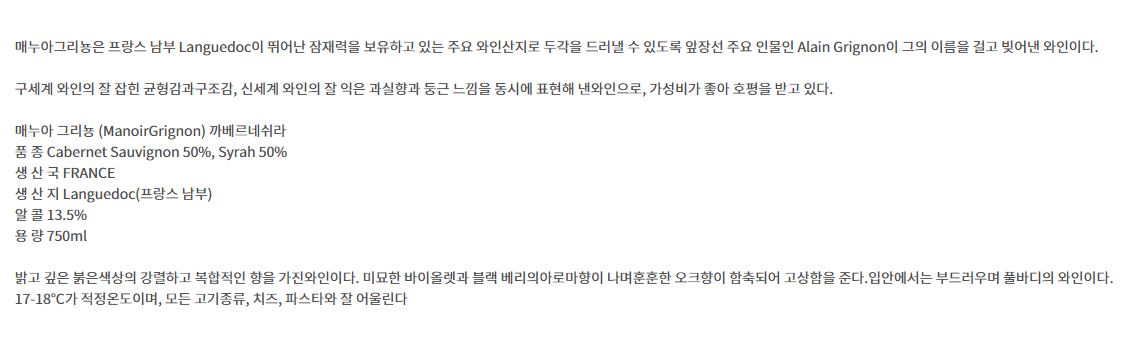 매누아그리뇽은 프랑스 남부 Languedoc이 뛰어난 잠재력을 보유하고 있는 주요 와인산지로 두각을 드러낼 수 있도록 앞장선 주요 인물인 Alain Grignon이 그의 이름을 걸고 빚어낸 와인이다.
구세계 와인의 잘 잡힌 균형감과구조감, 신세계 와인의 잘 익은 과실향과 둥근 느낌을 동시에 표현해 낸와인으로, 가성비가 좋아 호평을 받고 있다.
매누아 그리뇽 (ManoirGrignon) 까베르네쉬라
품 종 Cabernet Sauvignon 50%, Syrah 50%
생 산 국 FRANCE
생 산 지 Languedoc(프랑스 남부)
알 콜 13.5%
용 량 750ml
밝고 깊은 붉은색상의 강렬하고 복합적인 향을 가진와인이다. 미묘한 바이올렛과 블랙 베리의아로마향이 나며훈훈한 오크향이 함축되어 고상함을 준다.입안에서는 부드러우며 풀바디의 와인이다.
17-18℃가 적정온도이며, 모든 고기종류, 치즈, 파스타와 잘 어울린다